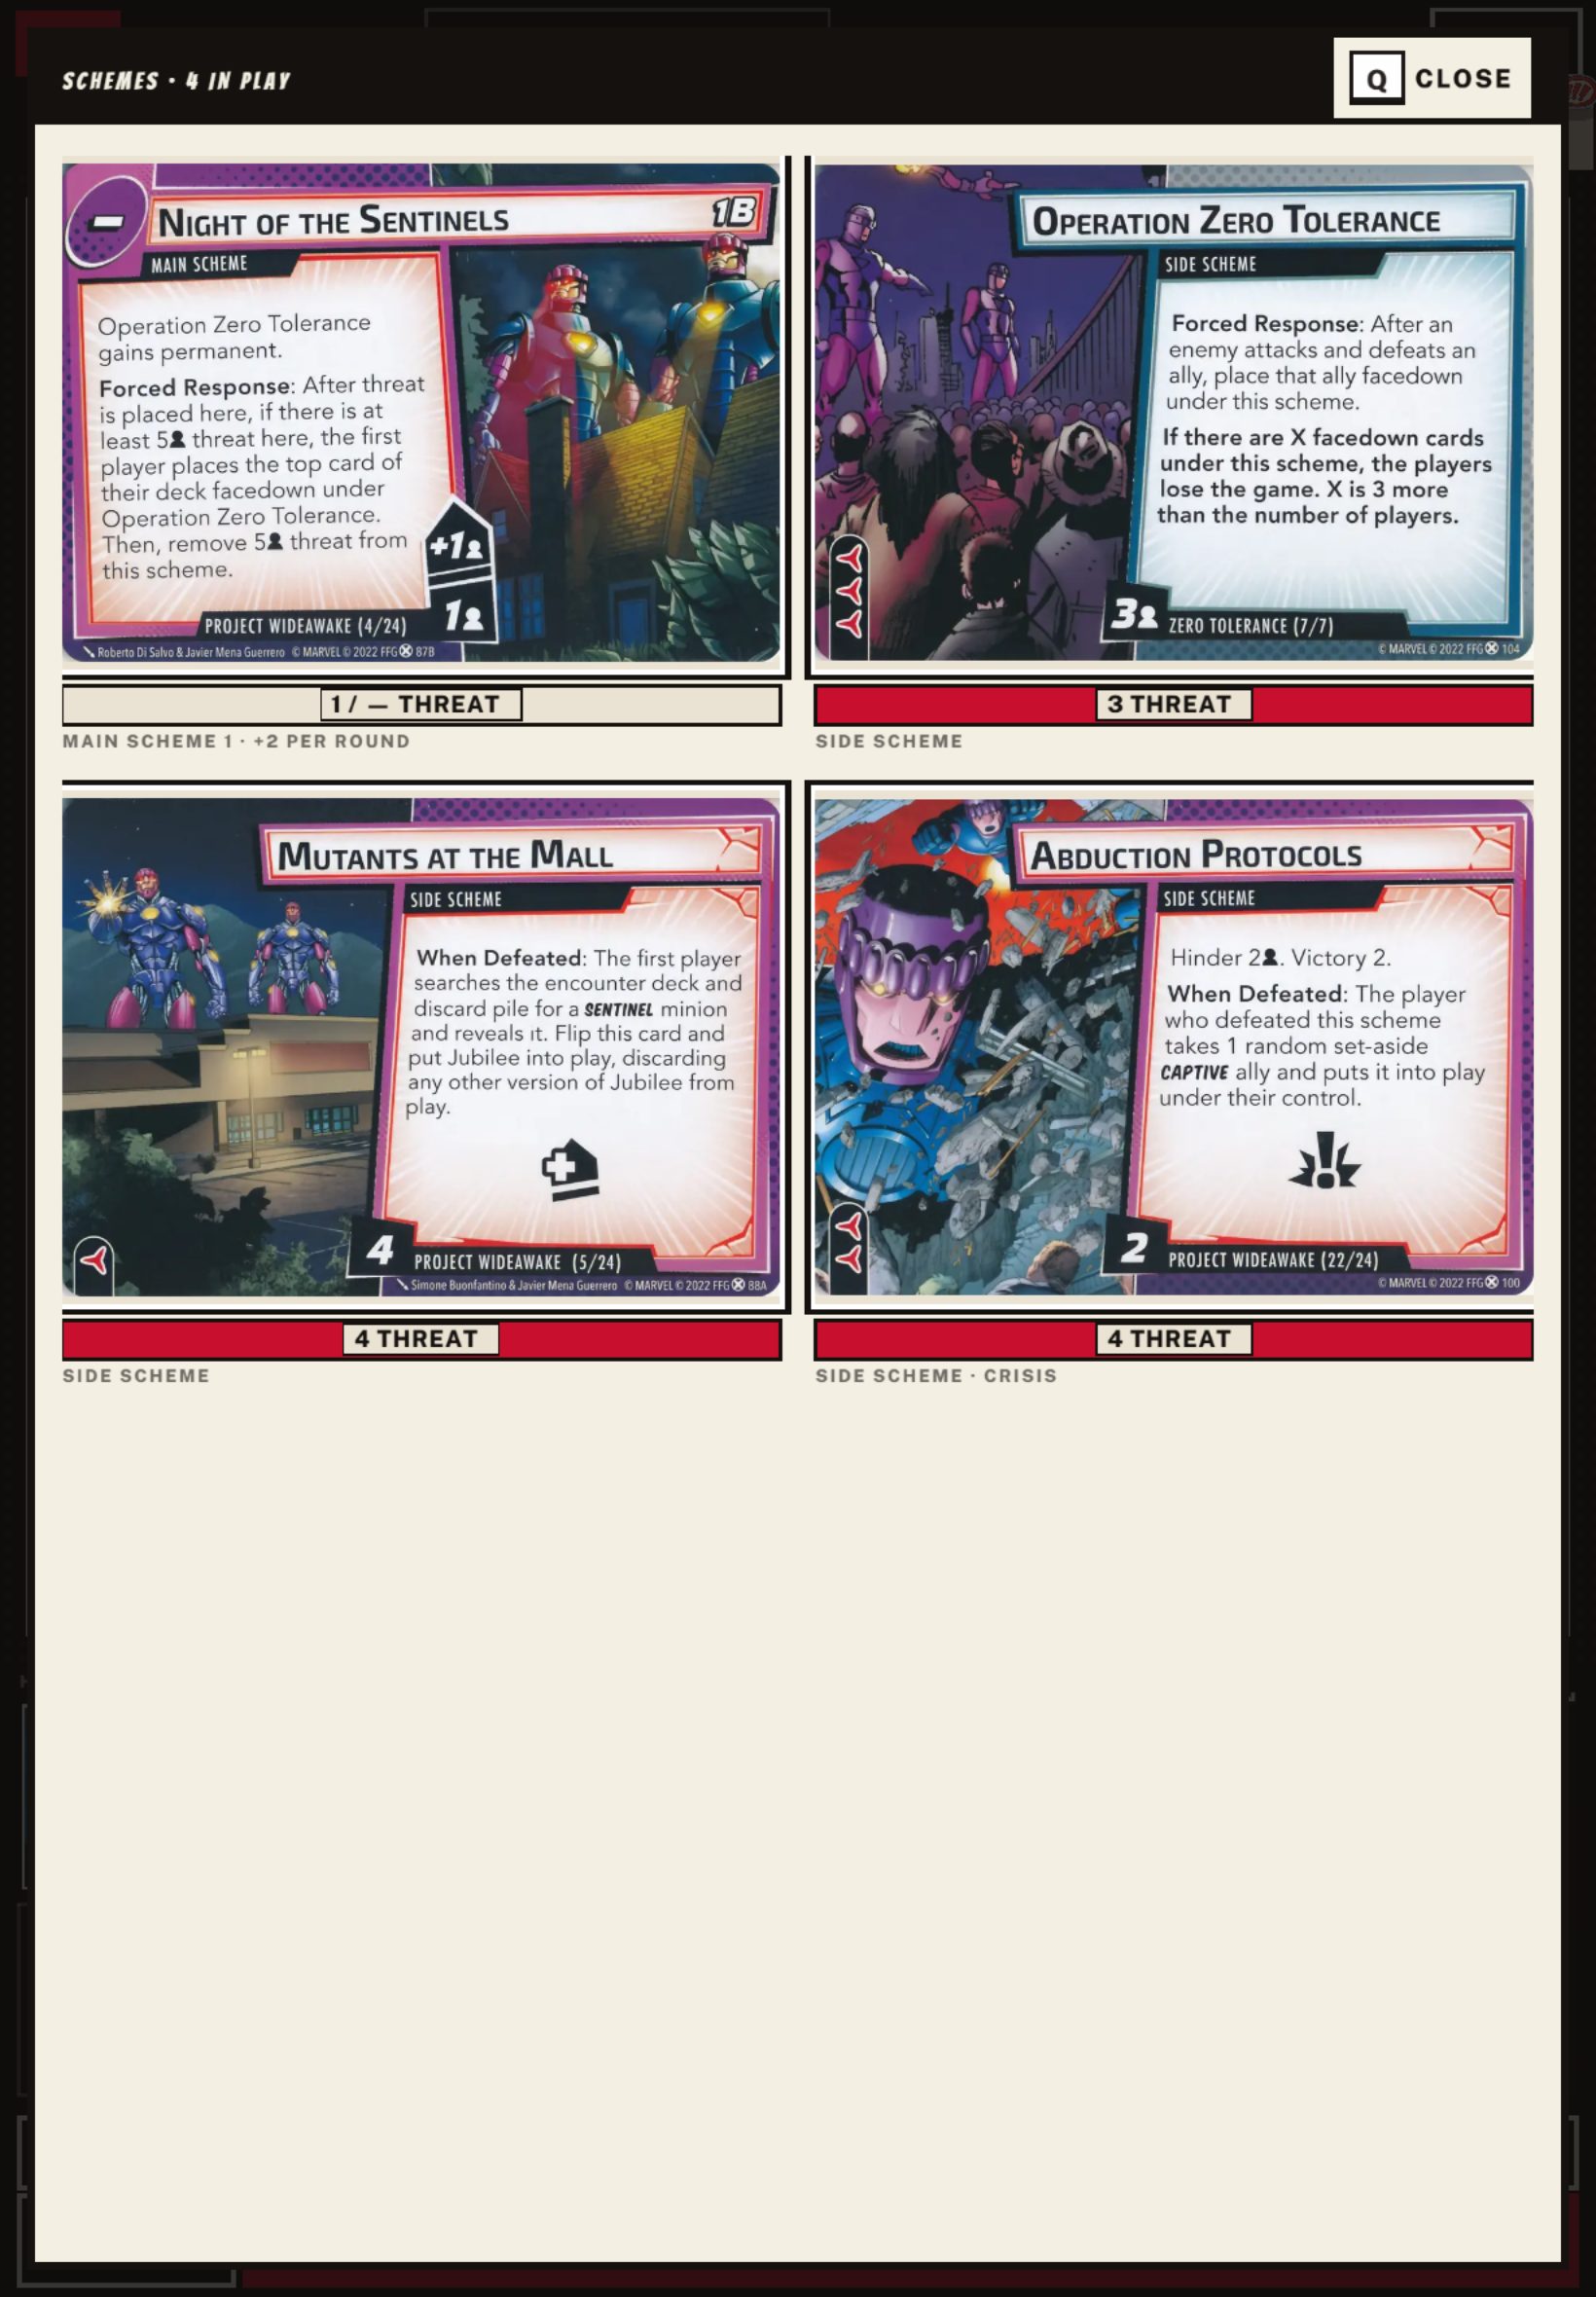 SCHEMES · 4 IN PLAY
Q CLOSE
NIGHT OF THE SENTINELS
1B
MAIN SCHEME
Operation Zero Tolerance
gains permanent.
Forced Response: After threat
is placed here, if there is at
least 5 threat here, the first
player places the top card of
their deck facedown under
Operation Zero Tolerance.
Then, remove 5 threat from
this scheme.
+1
1
PROJECT WIDEAWAKE (4/24)
Roberto Di Salvo & Javier Mena Guerrero © MARVEL © 2022 FFG 87B
1 / — THREAT
MAIN SCHEME 1 · +2 PER ROUND
OPERATION ZERO TOLERANCE
SIDE SCHEME
Forced Response: After an
enemy attacks and defeats an
ally, place that ally facedown
under this scheme.
If there are X facedown cards
under this scheme, the players
lose the game. X is 3 more
than the number of players.
3
ZERO TOLERANCE (7/7)
© MARVEL © 2022 FFG 104
3 THREAT
SIDE SCHEME
MUTANTS AT THE MALL
SIDE SCHEME
When Defeated: The first player
searches the encounter deck and
discard pile for a SENTINEL minion
and reveals it. Flip this card and
put Jubilee into play, discarding
any other version of Jubilee from
play.
4
PROJECT WIDEAWAKE (5/24)
Simone Buonfantino & Javier Mena Guerrero © MARVEL © 2022 FFG 88A
4 THREAT
SIDE SCHEME
ABDUCTION PROTOCOLS
SIDE SCHEME
Hinder 2. Victory 2.
When Defeated: The player
who defeated this scheme
takes 1 random set-aside
CAPTIVE ally and puts it into play
under their control.
2
PROJECT WIDEAWAKE (22/24)
© MARVEL © 2022 FFG 100
4 THREAT
SIDE SCHEME · CRISIS